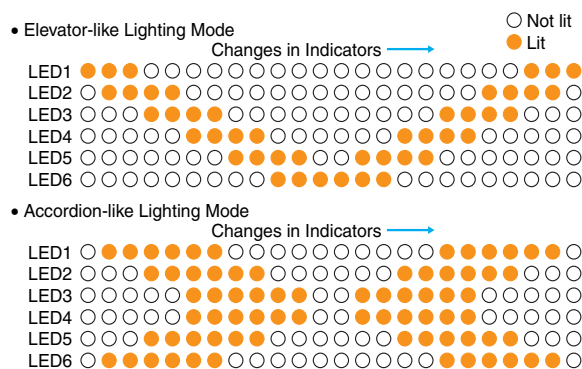 • Elevator-like Lighting Mode
Not lit
Lit
Changes in Indicators
LED1
LED2
LED3
LED4
LED5
LED6
• Accordion-like Lighting Mode
Changes in Indicators
LED1
LED2
LED3
LED4
LED5
LED6